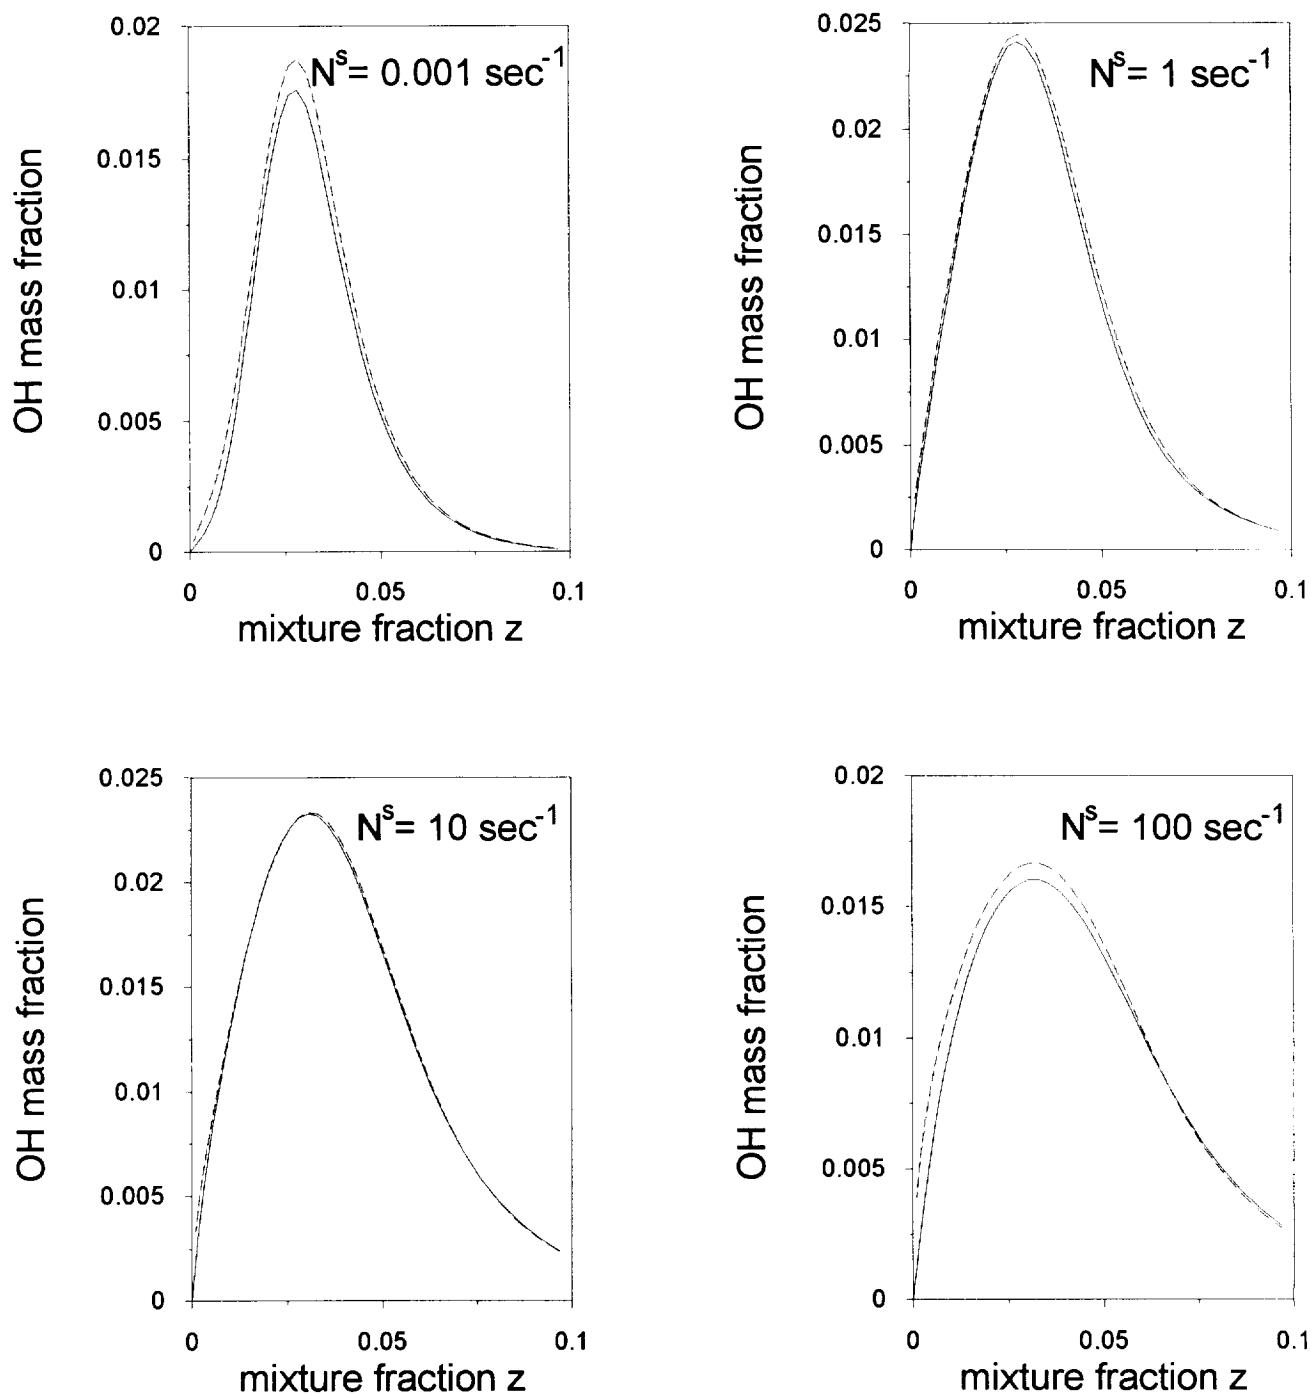 0.02
N^s= 0.001 sec^-1
0.015
0.01
0.005
0
OH mass fraction
0 0.05 0.1
mixture fraction z
0.025
N^s= 1 sec^-1
0.02
0.015
0.01
0.005
0
OH mass fraction
0 0.05 0.1
mixture fraction z
0.025
N^s= 10 sec^-1
0.02
0.015
0.01
0.005
0
OH mass fraction
0 0.05 0.1
mixture fraction z
0.02
N^s= 100 sec^-1
0.015
0.01
0.005
0
OH mass fraction
0 0.05 0.1
mixture fraction z